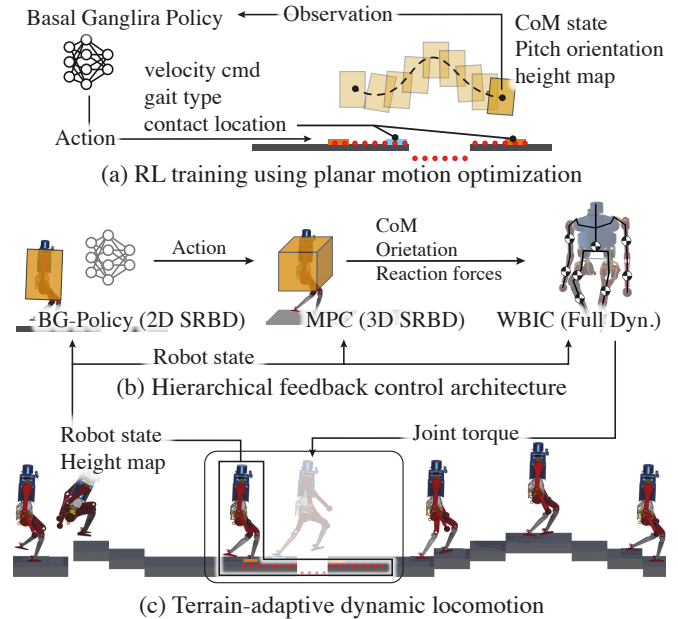 Basal Ganglira Policy
Observation
CoM state
Pitch orientation
height map
velocity cmd
gait type
contact location
Action
(a) RL training using planar motion optimization
Action
CoM
Orietation
Reaction forces
BG-Policy (2D SRBD)
MPC (3D SRBD)
WBIC (Full Dyn.)
Robot state
(b) Hierarchical feedback control architecture
Robot state
Height map
Joint torque
(c) Terrain-adaptive dynamic locomotion